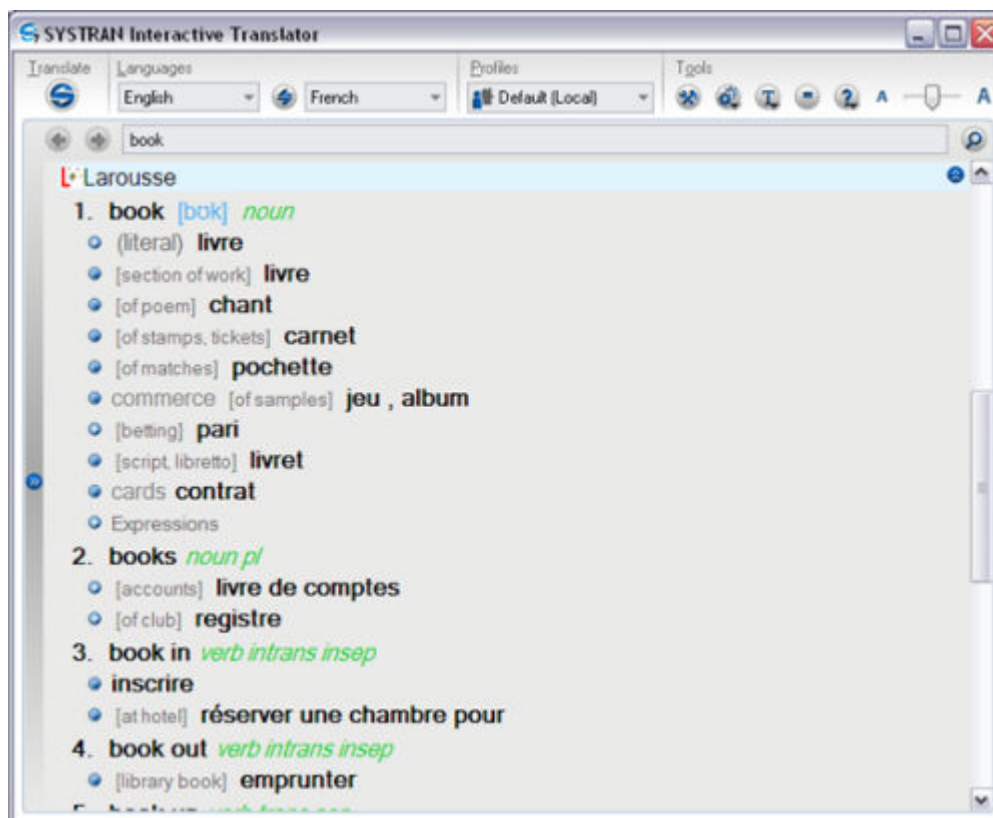 SYSTRAN Interactive Translator
Translate Languages Profiles Tools
English French Default (Local) T ? A A
book
Larousse
1. book [bʊk] noun
(literal) livre
[section of work] livre
[of poem] chant
[of stamps, tickets] carnet
[of matches] pochette
commerce [of samples] jeu , album
[betting] pari
[script, libretto] livret
cards contrat
Expressions
2. books noun pl
[accounts] livre de comptes
[of club] registre
3. book in verb intrans insep
inscrire
[at hotel] réserver une chambre pour
4. book out verb intrans insep
[library book] emprunter